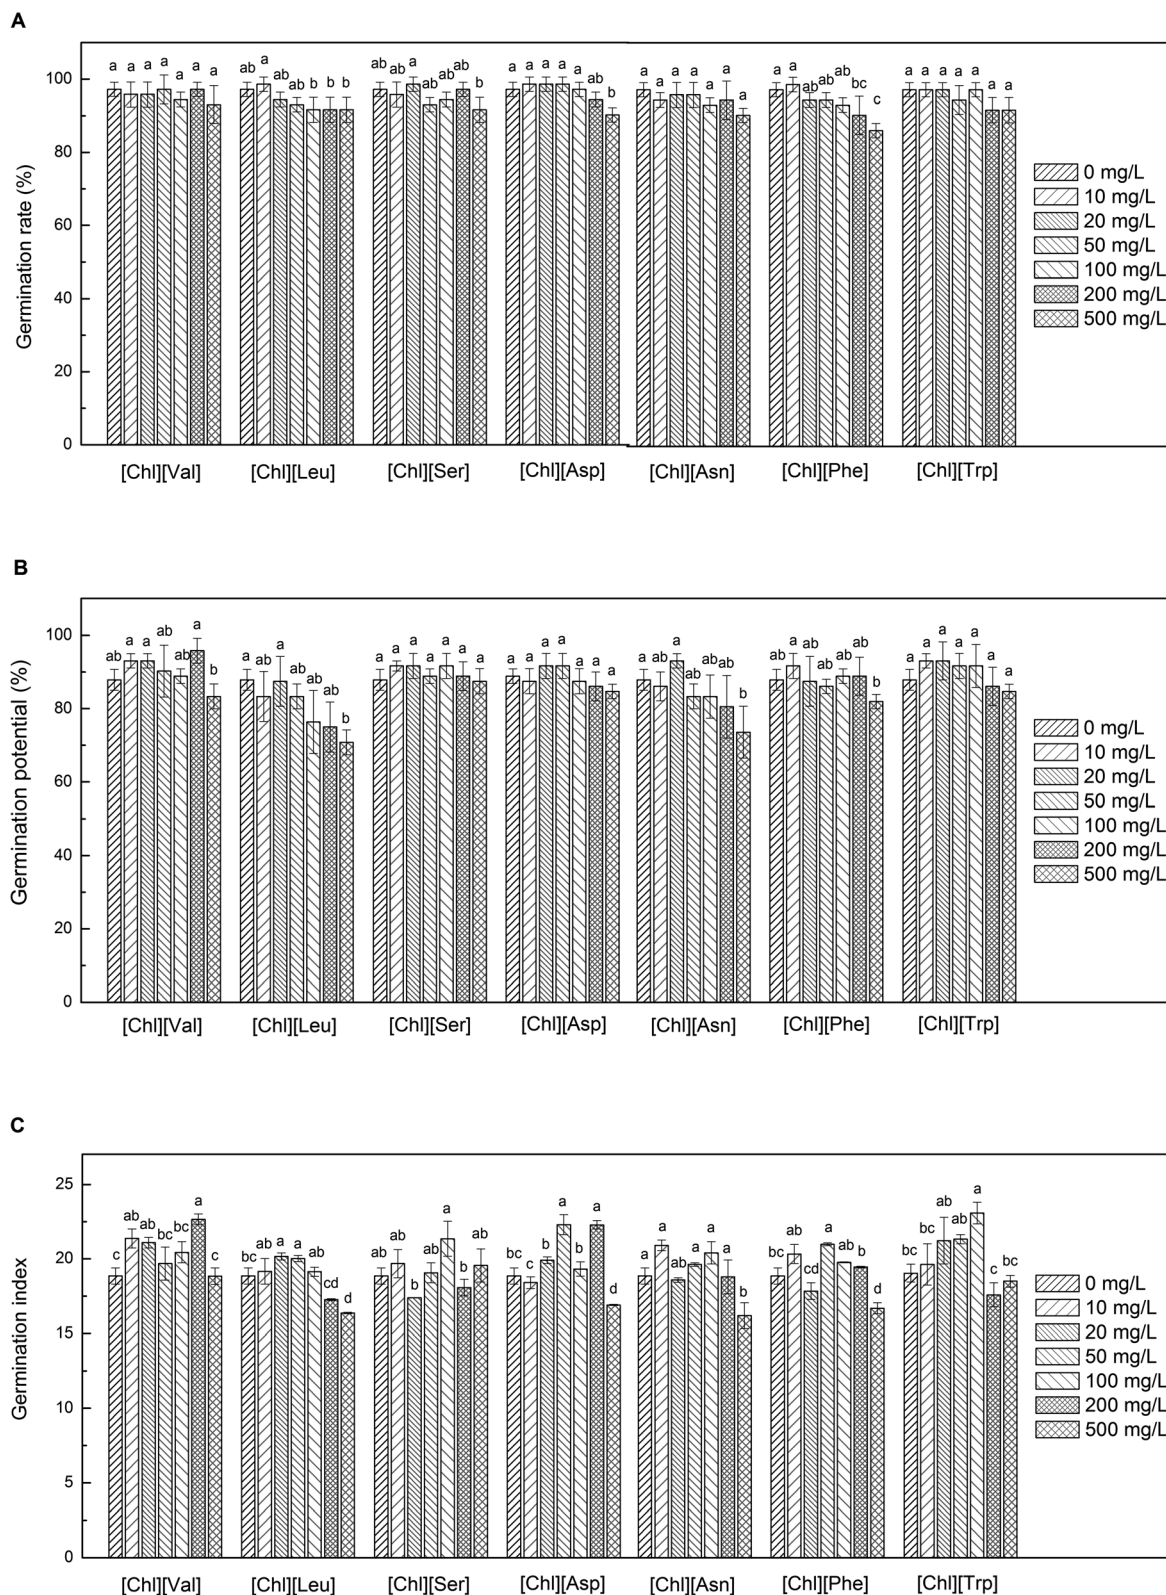 A
ab a ab a a a a a a a a a a a a a
a a a a a a a ab ab ab b b b ab ab a ab ab b a a a a a ab b a a a a a a a a a ab ab ab bc c a a a a a a a
100
80
60
40
20
0
Germination rate (%)
0 mg/L
10 mg/L
20 mg/L
50 mg/L
100 mg/L
200 mg/L
500 mg/L
[Chl][Val] [Chl][Leu] [Chl][Ser] [Chl][Asp] [Chl][Asn] [Chl][Phe] [Chl][Trp]
B
ab a a ab ab a b a ab a ab ab ab b a a a a a a a a a a a a a a a ab a ab ab ab b ab a ab ab ab ab b a a a a a a a
100
80
60
40
20
0
Germination potential (%)
0 mg/L
10 mg/L
20 mg/L
50 mg/L
100 mg/L
200 mg/L
500 mg/L
[Chl][Val] [Chl][Leu] [Chl][Ser] [Chl][Asp] [Chl][Asn] [Chl][Phe] [Chl][Trp]
C
c ab ab bc bc a c bc ab a a ab cd d ab ab b ab a b ab bc c b a b a d a a ab a a a b bc ab cd a ab b d bc bc ab ab a c bc
25
20
15
10
5
0
Germination index
0 mg/L
10 mg/L
20 mg/L
50 mg/L
100 mg/L
200 mg/L
500 mg/L
[Chl][Val] [Chl][Leu] [Chl][Ser] [Chl][Asp] [Chl][Asn] [Chl][Phe] [Chl][Trp]